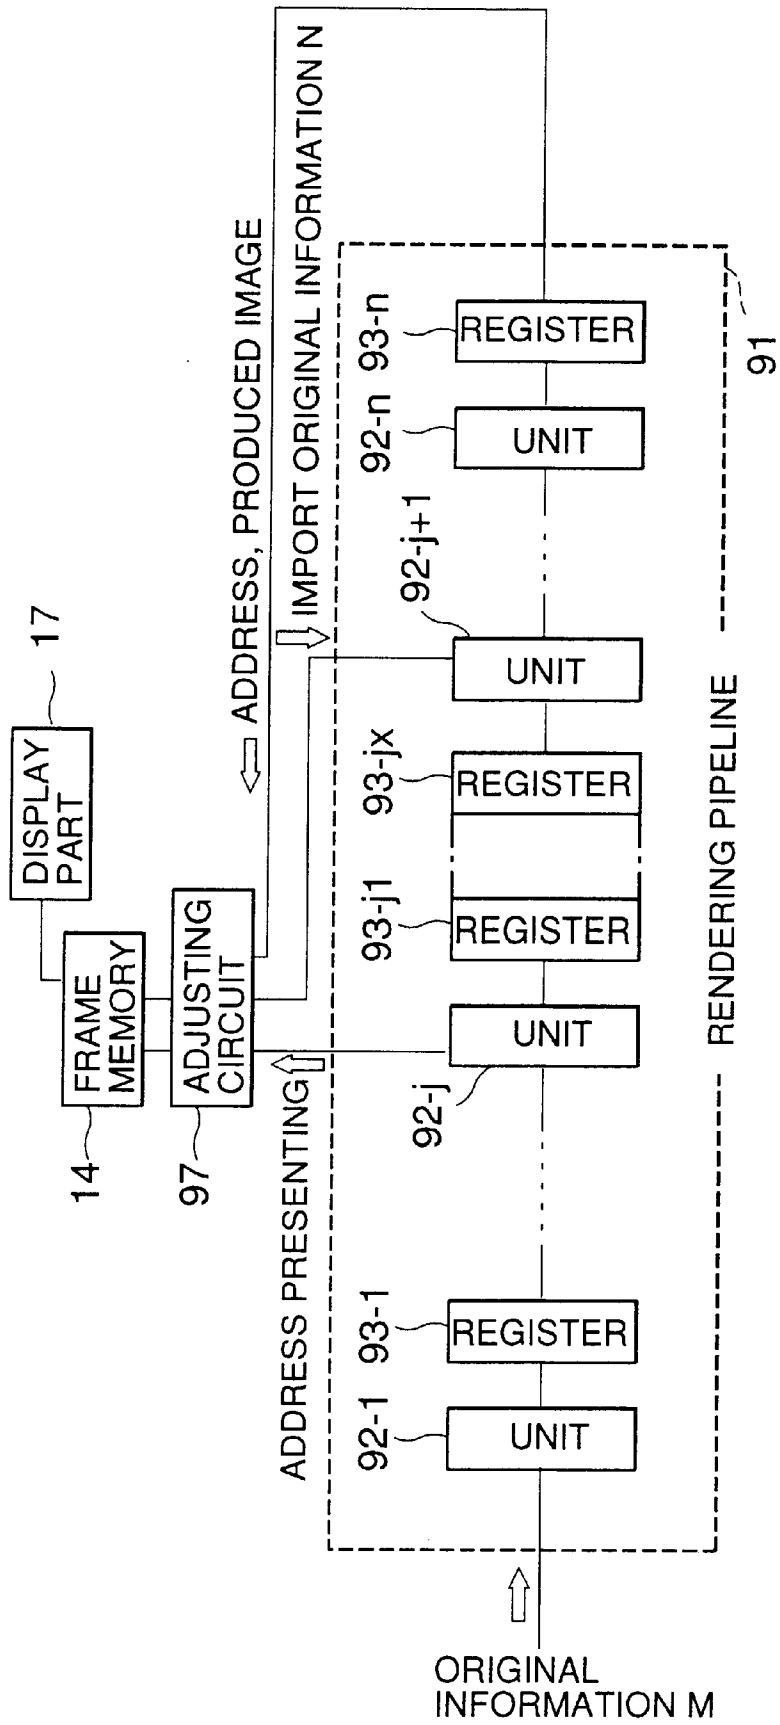 DISPLAY
PART
17
FRAME
MEMORY
14
ADJUSTING
CIRCUIT
97
ADDRESS, PRODUCED IMAGE
IMPORT ORIGINAL INFORMATION N
ADDRESS PRESENTING
92-1
UNIT
93-1
REGISTER
92-j
UNIT
93-j1
REGISTER
93-jx
REGISTER
92-j+1
UNIT
92-n
UNIT
93-n
REGISTER
ORIGINAL
INFORMATION M
RENDERING PIPELINE
91